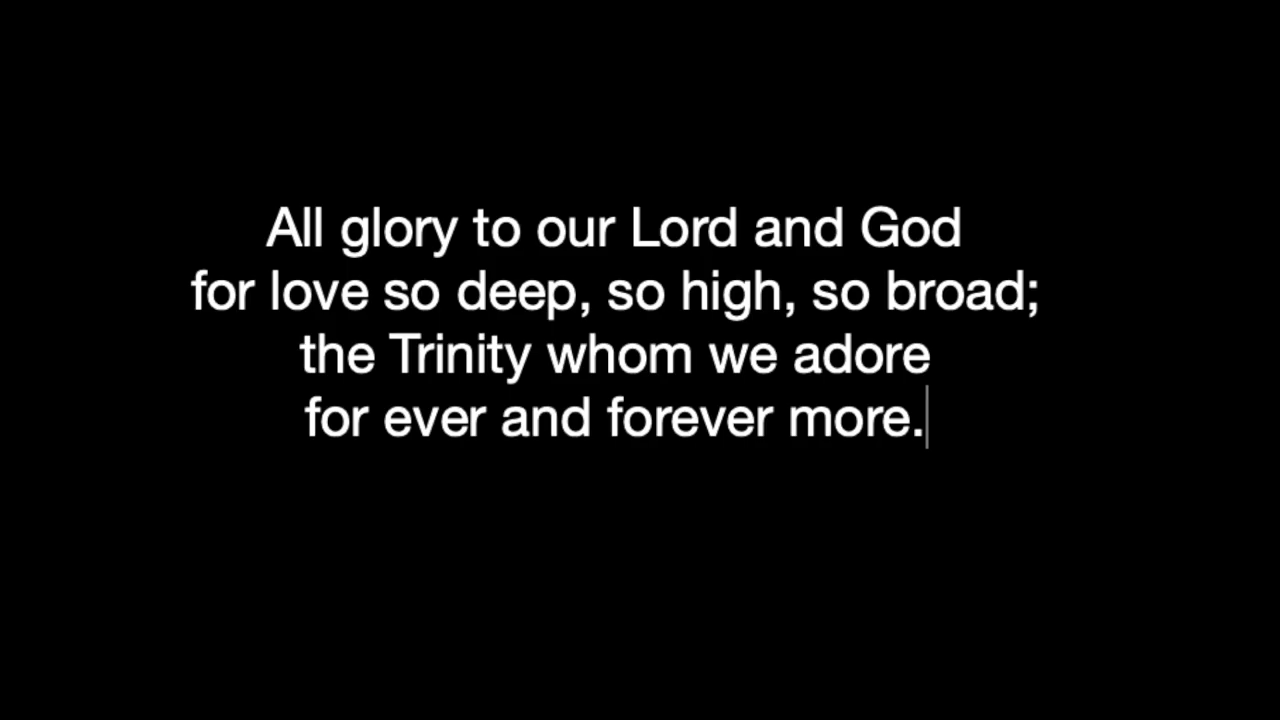 All glory to our Lord and God
for love so deep, so high, so broad;
the Trinity whom we adore
for ever and forever more.